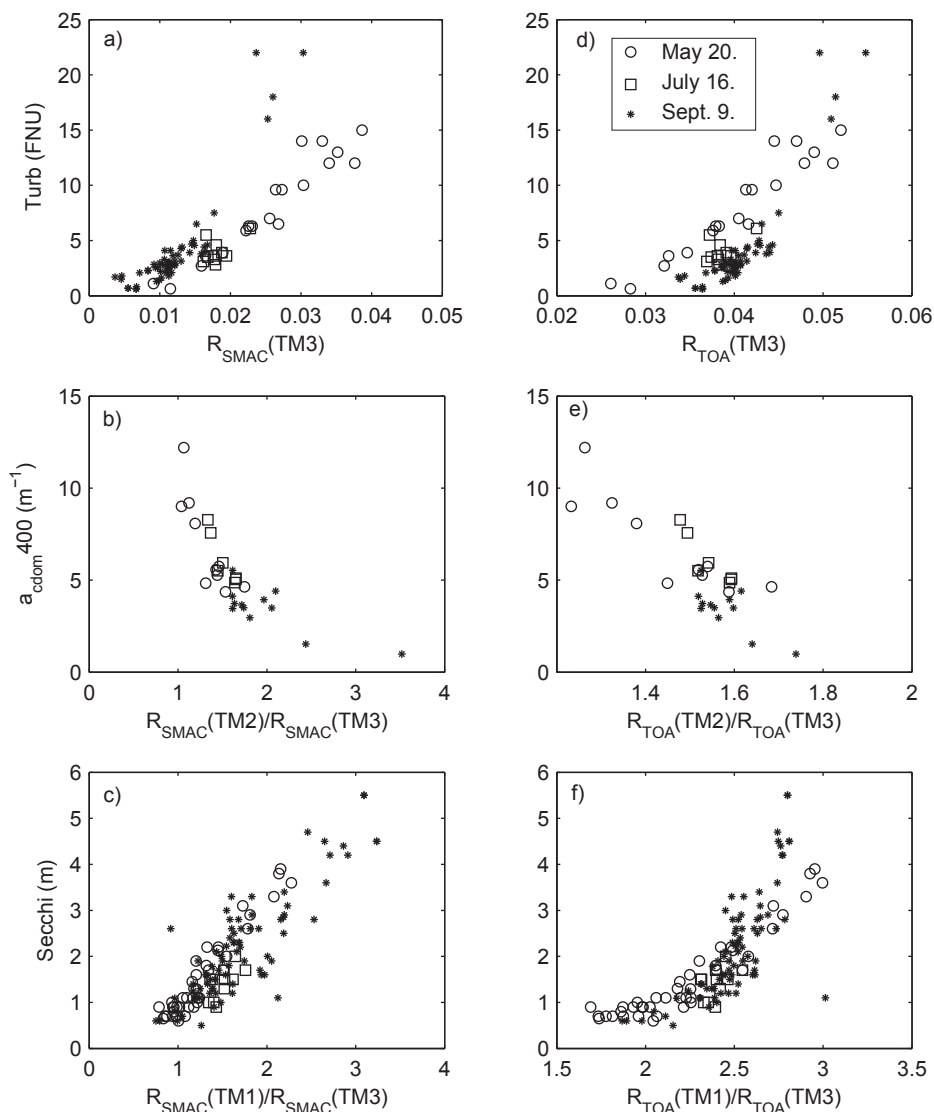 a)
25
20
15
10
5
0
Turb (FNU)
0 0.01 0.02 0.03 0.04 0.05
R_SMAC(TM3)
d)
May 20.
July 16.
Sept. 9.
25
20
15
10
5
0
0.02 0.03 0.04 0.05 0.06
R_TOA(TM3)
b)
15
10
5
0
a_cdom400 (m⁻¹)
0 1 2 3 4
R_SMAC(TM2)/R_SMAC(TM3)
e)
15
10
5
0
1.4 1.6 1.8 2
R_TOA(TM2)/R_TOA(TM3)
c)
6
5
4
3
2
1
0
Secchi (m)
0 1 2 3 4
R_SMAC(TM1)/R_SMAC(TM3)
f)
6
5
4
3
2
1
0
1.5 2 2.5 3 3.5
R_TOA(TM1)/R_TOA(TM3)